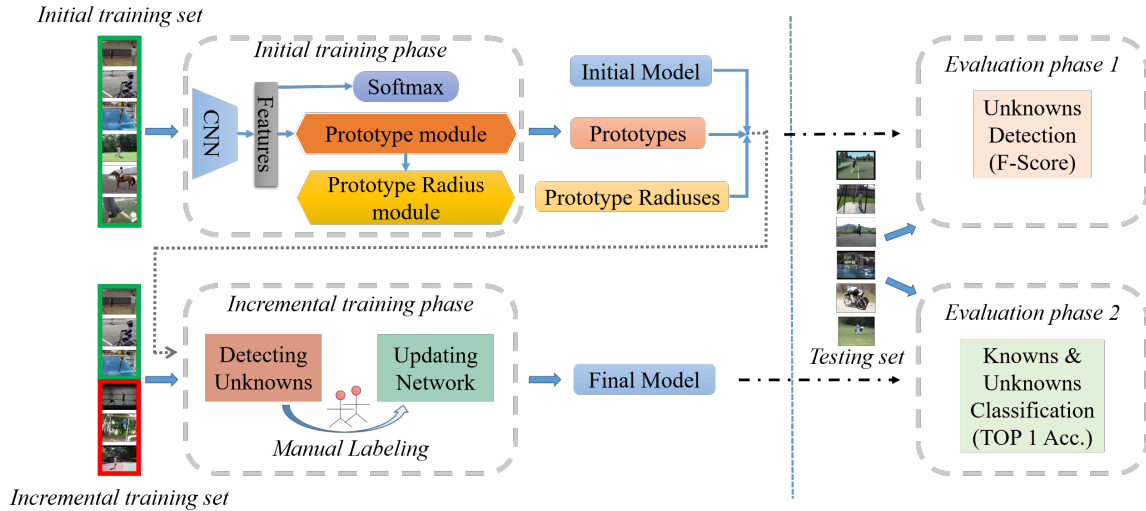 Initial training set
Initial training phase
CNN
Features
Softmax
Prototype module
Prototype Radius
module
Initial Model
Prototypes
Prototype Radiuses
Evaluation phase 1
Unknowns
Detection
(F-Score)
Incremental training phase
Detecting
Unknowns
Updating
Network
Manual Labeling
Final Model
Testing set
Evaluation phase 2
Knowns &
Unknowns
Classification
(TOP 1 Acc.)
Incremental training set